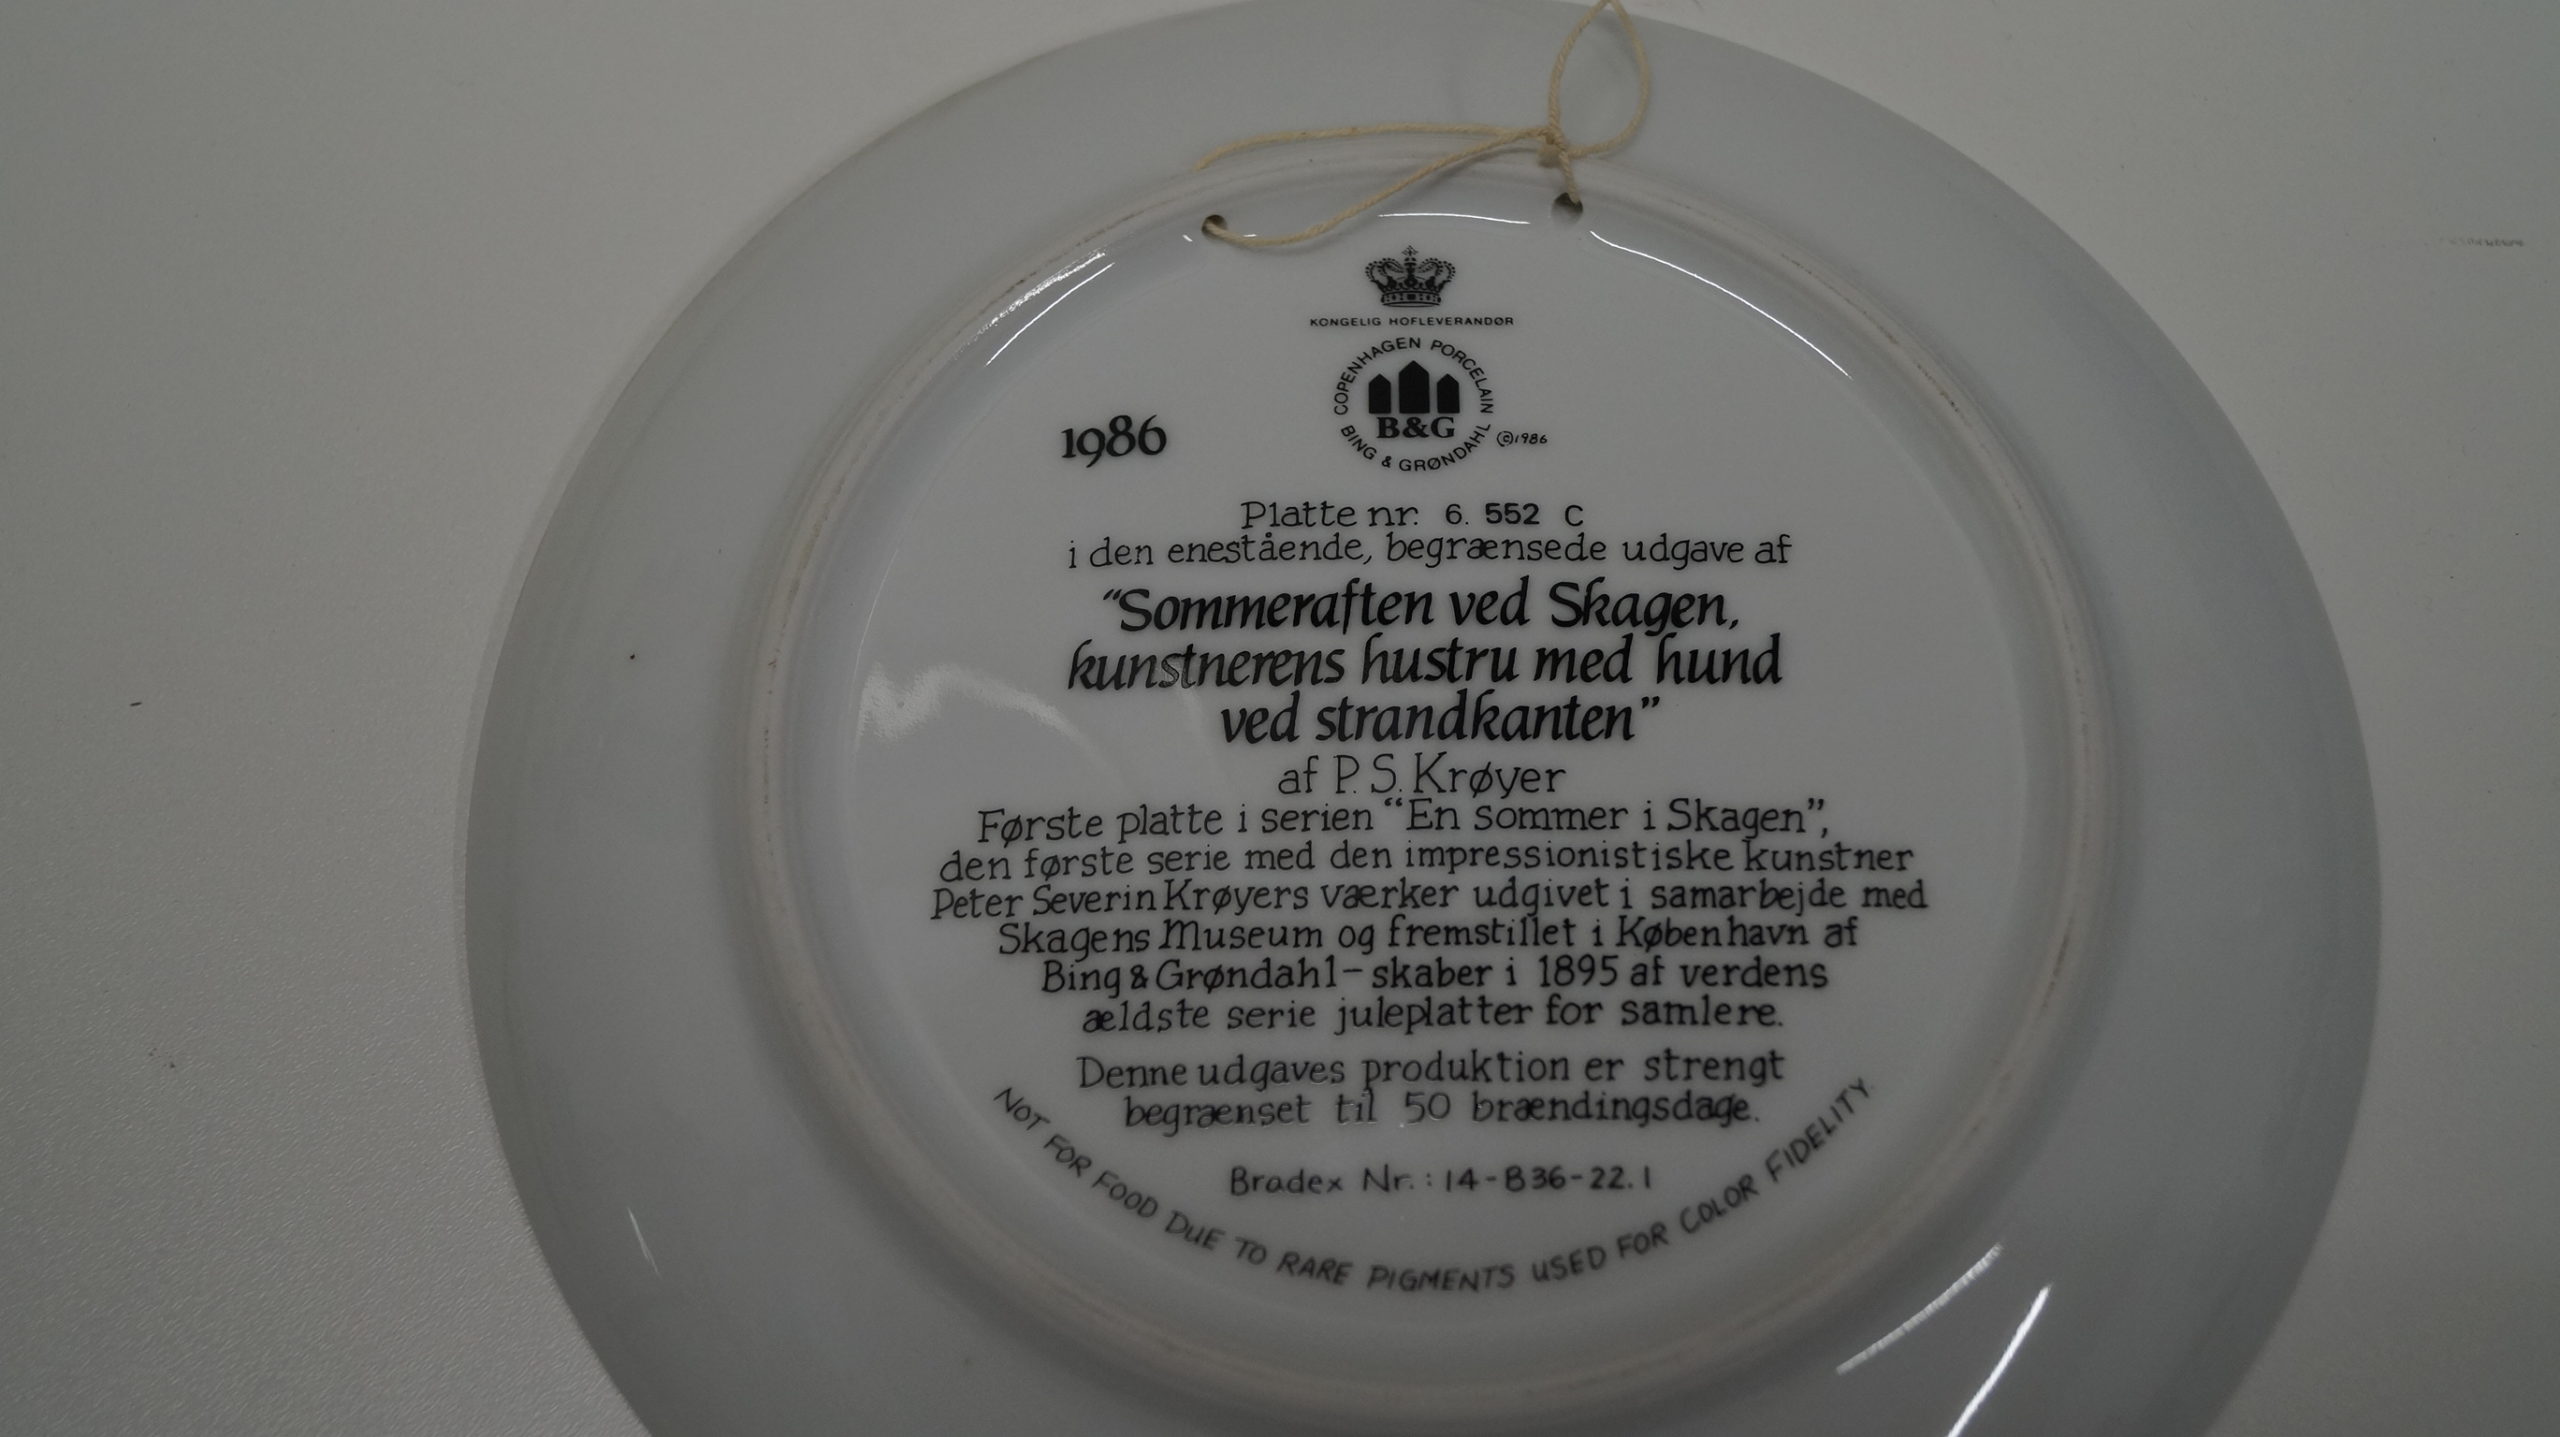 KONGELIG HOFLEVERANDØR
COPENHAGEN PORCELAIN
B&G
BING & GRØNDAHL
©1986
1986
Platte nr. 6. 552 C
i den enestående, begrænsede udgave af
“Sommeraften ved Skagen,
kunstnerens hustru med hund
ved strandkanten”
af P. S. Krøyer
Første platte i serien “En sommer i Skagen”,
den første serie med den impressionistiske kunstner
Peter Severin Krøyers værker udgivet i samarbejde med
Skagens Museum og fremstillet i København af
Bing & Grøndahl – skaber i 1895 af verdens
ældste serie juleplatter for samlere.
Denne udgaves produktion er strengt
begrænset til 50 brændingsdage.
Bradex Nr.: 14-B36-22.1
NOT FOR FOOD DUE TO RARE PIGMENTS USED FOR COLOR FIDELITY.